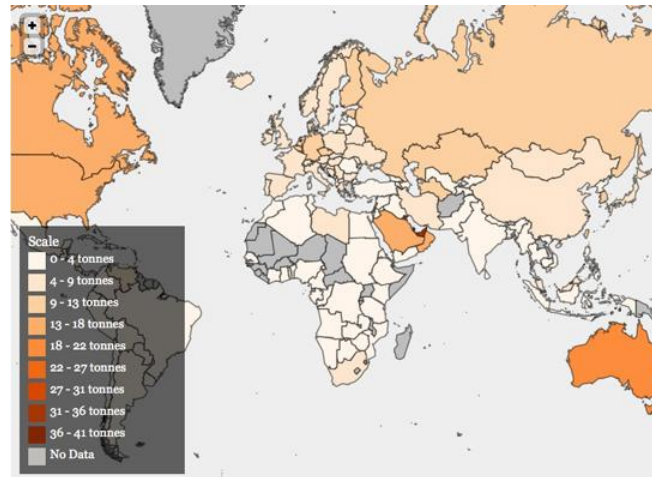 +
−
Scale
0 - 4 tonnes
4 - 9 tonnes
9 - 13 tonnes
13 - 18 tonnes
18 - 22 tonnes
22 - 27 tonnes
27 - 31 tonnes
31 - 36 tonnes
36 - 41 tonnes
No Data